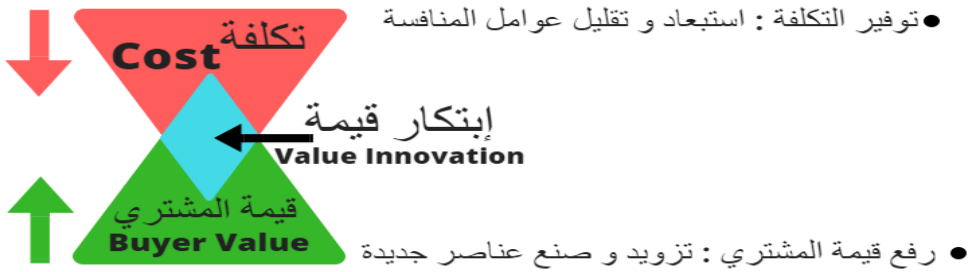 ●توفير التكلفة : استبعاد و تقليل عوامل المنافسة
تكلفة
Cost
إبتكار قيمة
Value Innovation
قيمة المشتري
Buyer Value
● رفع قيمة المشتري : تزويد و صنع عناصر جديدة